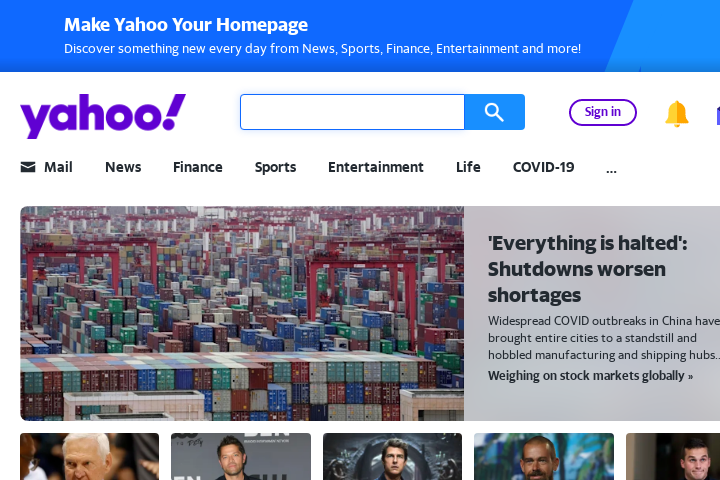 Make Yahoo Your Homepage
Discover something new every day from News, Sports, Finance, Entertainment and more!
yahoo!
Sign in
Mail News Finance Sports Entertainment Life COVID-19 ...
'Everything is halted':
Shutdowns worsen
shortages
Widespread COVID outbreaks in China have
brought entire cities to a standstill and
hobbled manufacturing and shipping hubs..
Weighing on stock markets globally »